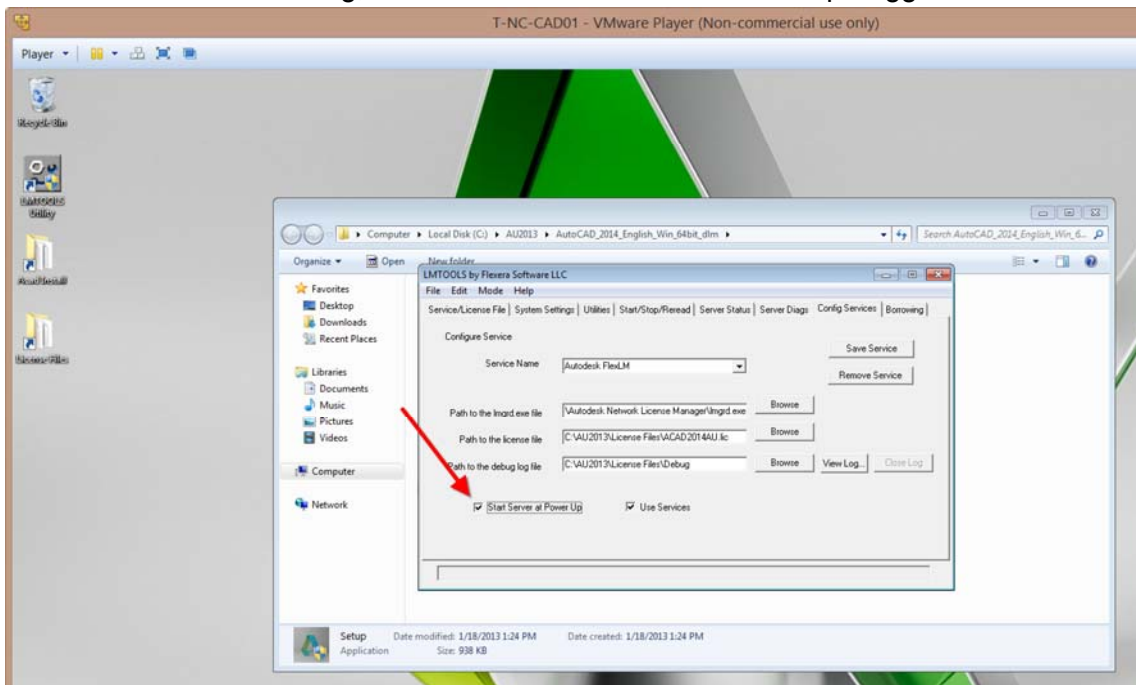 T-NC-CAD01 - VMware Player (Non-commercial use only)
Player
Recycle Bin
LMTOOLS
Utility
Computer ▸ Local Disk (C:) ▸ AU2013 ▸ AutoCAD_2014_English_Win_64bit_dlm ▸
Search AutoCAD_2014_English_Win_6...
Organize
Open
New folder
Favorites
Desktop
Downloads
Recent Places
Libraries
Documents
Music
Pictures
Videos
Computer
Network
LMTOOLS by Flexera Software LLC
File Edit Mode Help
Service/License File | System Settings | Utilities | Start/Stop/Reread | Server Status | Server Diags | Config Services | Borrowing
Configure Service
Save Service
Service Name
Autodesk FlexLM
Remove Service
Path to the lmgrd.exe file
\Autodesk Network License Manager\lmgrd.exe
Browse
Path to the license file
C:\AU2013\License Files\ACAD2014AU.lic
Browse
Path to the debug log file
C:\AU2013\License Files\Debug
Browse
View Log...
Close Log
Start Server at Power Up
Use Services
Setup Date modified: 1/18/2013 1:24 PM Date created: 1/18/2013 1:24 PM
Application Size: 938 KB